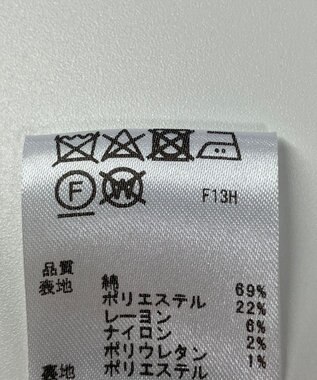 F W F13H
品質
表地 綿 69%
ポリエステル 22%
レーヨン 6%
ナイロン 2%
ポリウレタン 1%
裏地 ポリエステル